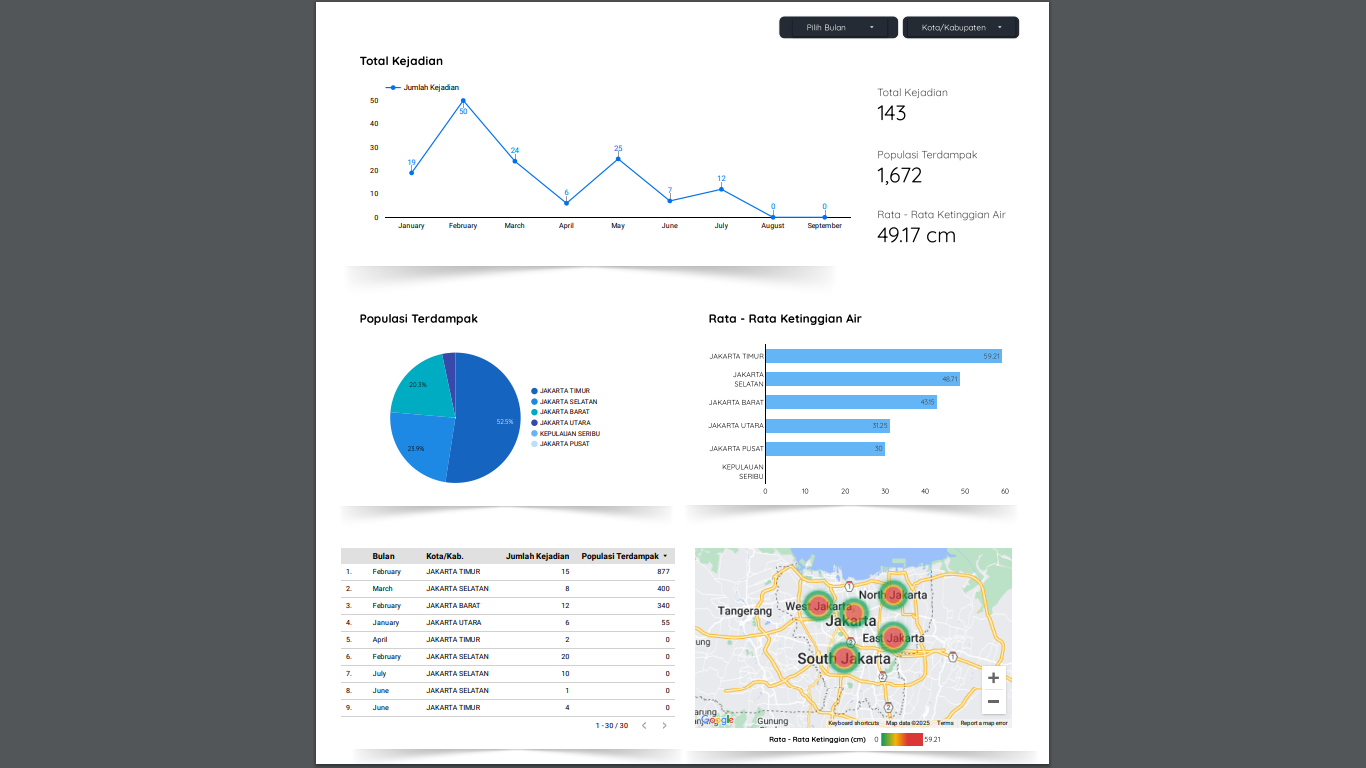 Pilih Bulan
Kota/Kabupaten
Total Kejadian
Jumlah Kejadian
50
40
30
20
10
0
19
50
24
6
25
7
12
0
0
January February March April May June July August September
Total Kejadian
143
Populasi Terdampak
1,672
Rata - Rata Ketinggian Air
49.17 cm
Populasi Terdampak
20.3%
52.5%
23.9%
JAKARTA TIMUR
JAKARTA SELATAN
JAKARTA BARAT
JAKARTA UTARA
KEPULAUAN SERIBU
JAKARTA PUSAT
Rata - Rata Ketinggian Air
JAKARTA TIMUR 59.21
JAKARTA
SELATAN 48.71
JAKARTA BARAT 43.15
JAKARTA UTARA 31.25
JAKARTA PUSAT 30
KEPULAUAN
SERIBU
0 10 20 30 40 50 60
Bulan Kota/Kab. Jumlah Kejadian Populasi Terdampak
1. February JAKARTA TIMUR 15 877
2. March JAKARTA SELATAN 8 400
3. February JAKARTA BARAT 12 340
4. January JAKARTA UTARA 6 55
5. April JAKARTA TIMUR 2 0
6. February JAKARTA SELATAN 20 0
7. July JAKARTA SELATAN 10 0
8. June JAKARTA SELATAN 1 0
9. June JAKARTA TIMUR 4 0
1 - 30 / 30
1
North Jakarta
West Jakarta
Tangerang
Jakarta
2
East Jakarta
ung
South Jakarta
1
2
2
arung
Google
Gunung
Keyboard shortcuts Map data ©2025 Terms Report a map error
Rata - Rata Ketinggian (cm) 0 59.21